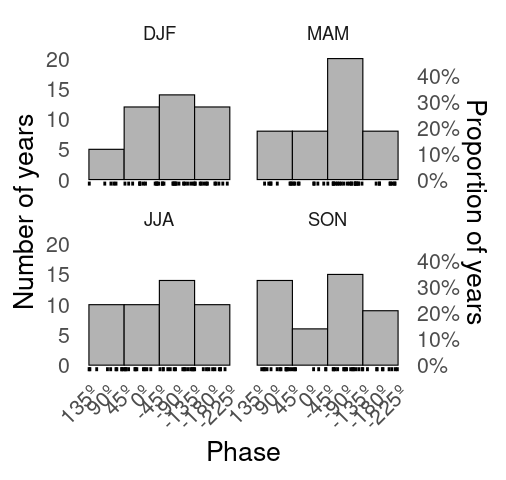 DJF
MAM
20
15
10
5
0
40%
30%
20%
10%
0%
JJA
SON
20
15
10
5
0
40%
30%
20%
10%
0%
Number of years
Proportion of years
135º
90º
45º
0º
-45º
-90º
-135º
-180º
-225º
135º
90º
45º
0º
-45º
-90º
-135º
-180º
-225º
Phase